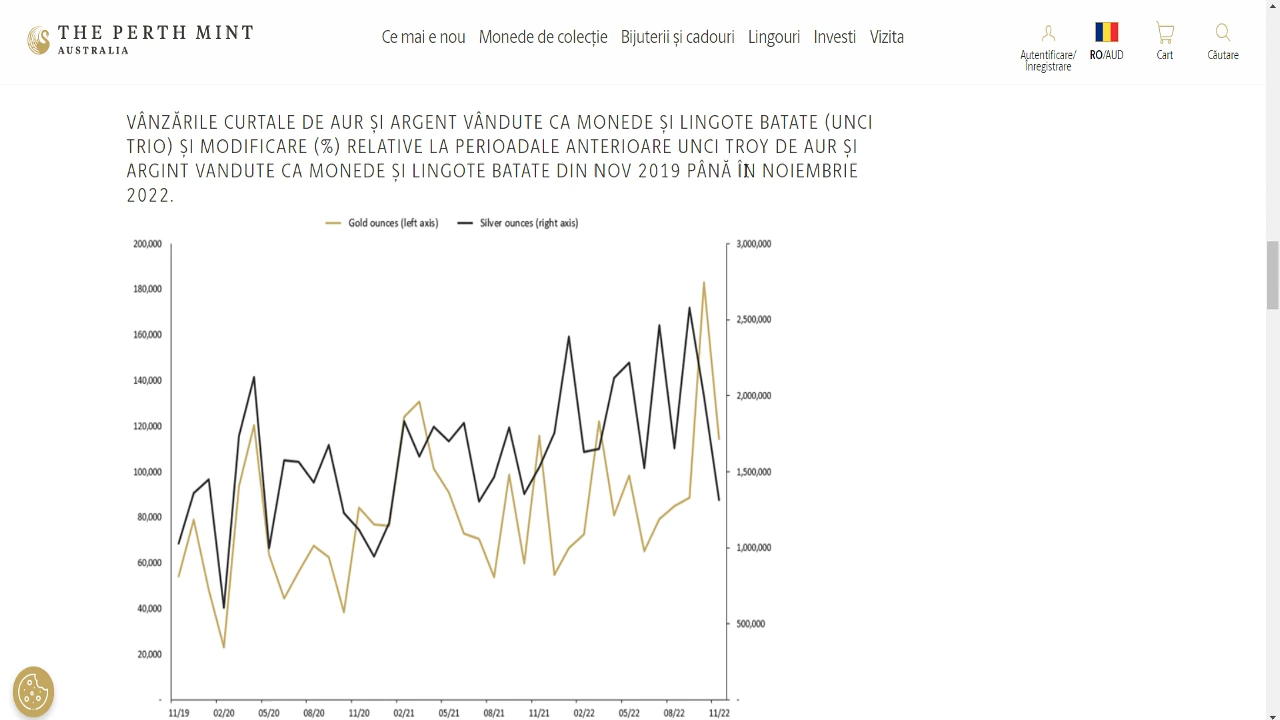 THE PERTH MINT
AUSTRALIA
Ce mai e nou Monede de colecție Bijuterii și cadouri Lingouri Investi Vizita
Autentificare/
Înregistrare
RO/AUD
Cart
Căutare
VÂNZĂRILE CURTALE DE AUR ȘI ARGENT VÂNDUTE CA MONEDE ȘI LINGOTE BATATE (UNCI
TRIO) ȘI MODIFICARE (%) RELATIVE LA PERIOADALE ANTERIOARE UNCI TROY DE AUR ȘI
ARGINT VANDUTE CA MONEDE ȘI LINGOTE BATATE DIN NOV 2019 PÂNĂ ÎN NOIEMBRIE
2022.
Gold ounces (left axis) Silver ounces (right axis)
200,000
180,000
160,000
140,000
120,000
100,000
80,000
60,000
40,000
20,000
-
3,000,000
2,500,000
2,000,000
1,500,000
1,000,000
500,000
-
11/19 02/20 05/20 08/20 11/20 02/21 05/21 08/21 11/21 02/22 05/22 08/22 11/22